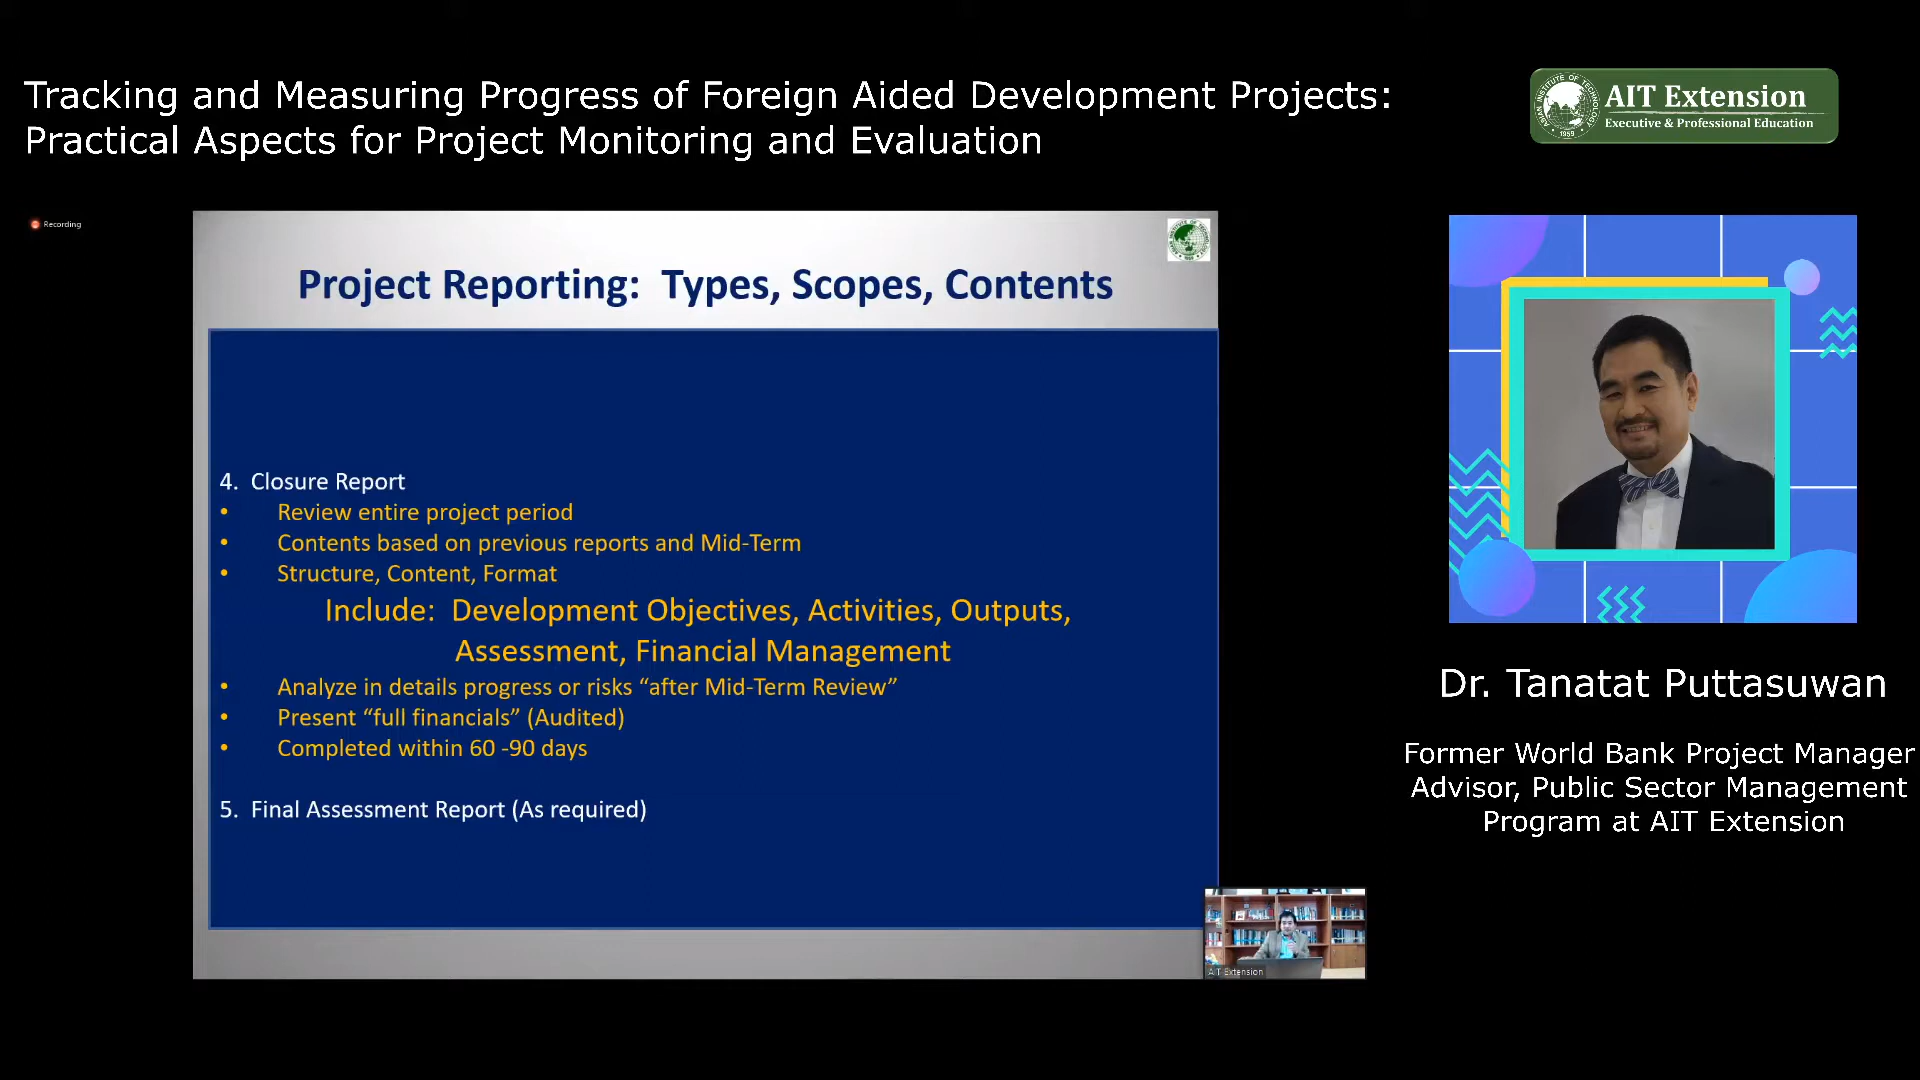 Tracking and Measuring Progress of Foreign Aided Development Projects:
Practical Aspects for Project Monitoring and Evaluation
ASIAN INSTITUTE OF TECHNOLOGY
1959
AIT Extension
Executive & Professional Education
Recording
Project Reporting: Types, Scopes, Contents
4. Closure Report
• Review entire project period
• Contents based on previous reports and Mid-Term
• Structure, Content, Format
Include: Development Objectives, Activities, Outputs,
Assessment, Financial Management
• Analyze in details progress or risks “after Mid-Term Review”
• Present “full financials” (Audited)
• Completed within 60 -90 days
5. Final Assessment Report (As required)
AIT Extension
Dr. Tanatat Puttasuwan
Former World Bank Project Manager
Advisor, Public Sector Management
Program at AIT Extension